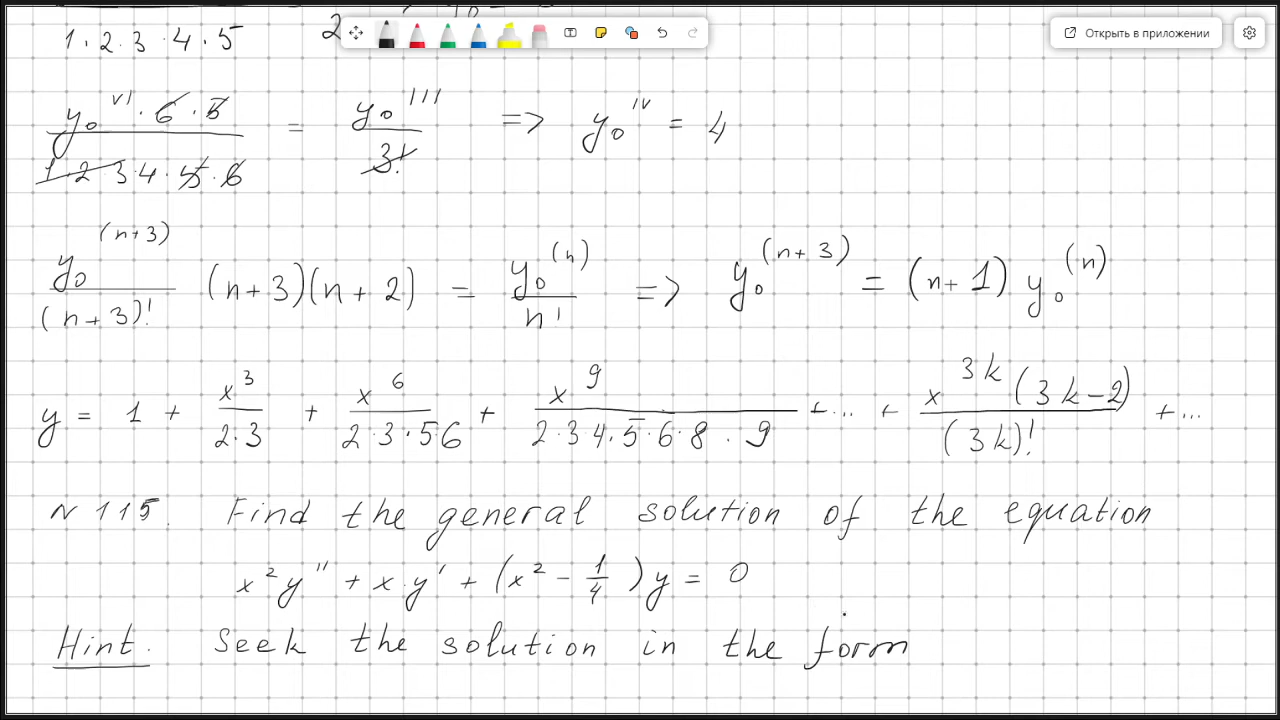 1 · 2 · 3 · 4 · 5 2
Открыть в приложении
y₀^VI · 6 · 5 / 1 · 2 · 3 · 4 · 5 · 6 = y₀^III / 3! => y₀^IV = 4
y₀^(n+3) / (n+3)! (n+3)(n+2) = y₀^(n) / n! => y₀^(n+3) = (n+1) y₀^(n)
y = 1 + x³ / 2·3 + x⁶ / 2·3·5·6 + x⁹ / 2·3·4·5·6·8·9 + ... + x^3k (3k-2) / (3k)! + ...
N 115. Find the general solution of the equation
x²y'' + x·y' + (x² - 1/4) y = 0
Hint. Seek the solution in the form